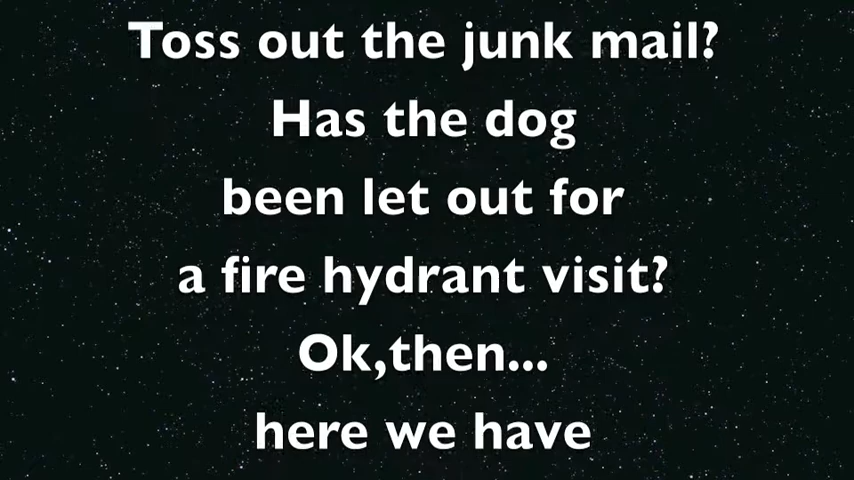 Toss out the junk mail?
Has the dog
been let out for
a fire hydrant visit?
Ok,then...
here we have